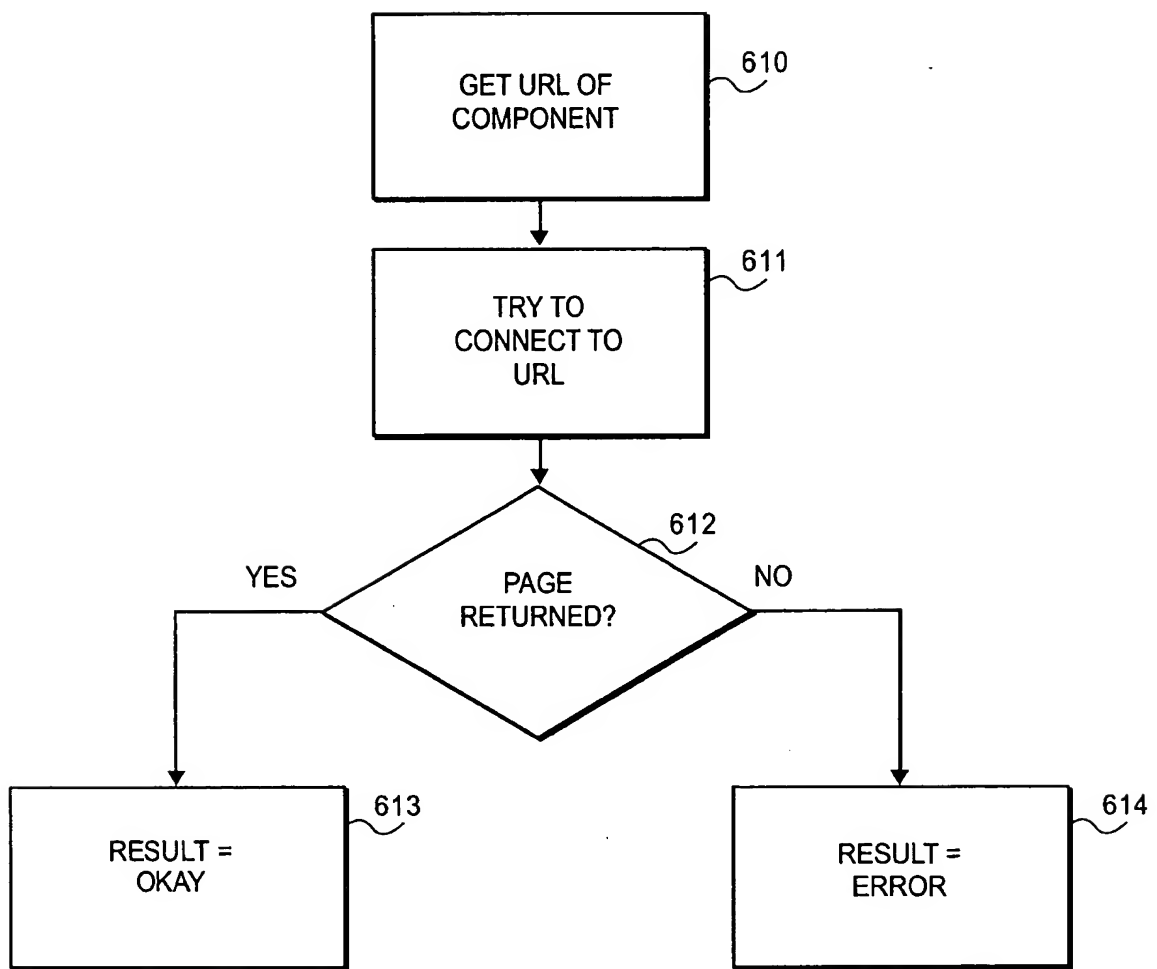 GET URL OF
COMPONENT
610
TRY TO
CONNECT TO
URL
611
612
YES
PAGE
RETURNED?
NO
RESULT =
OKAY
613
RESULT =
ERROR
614